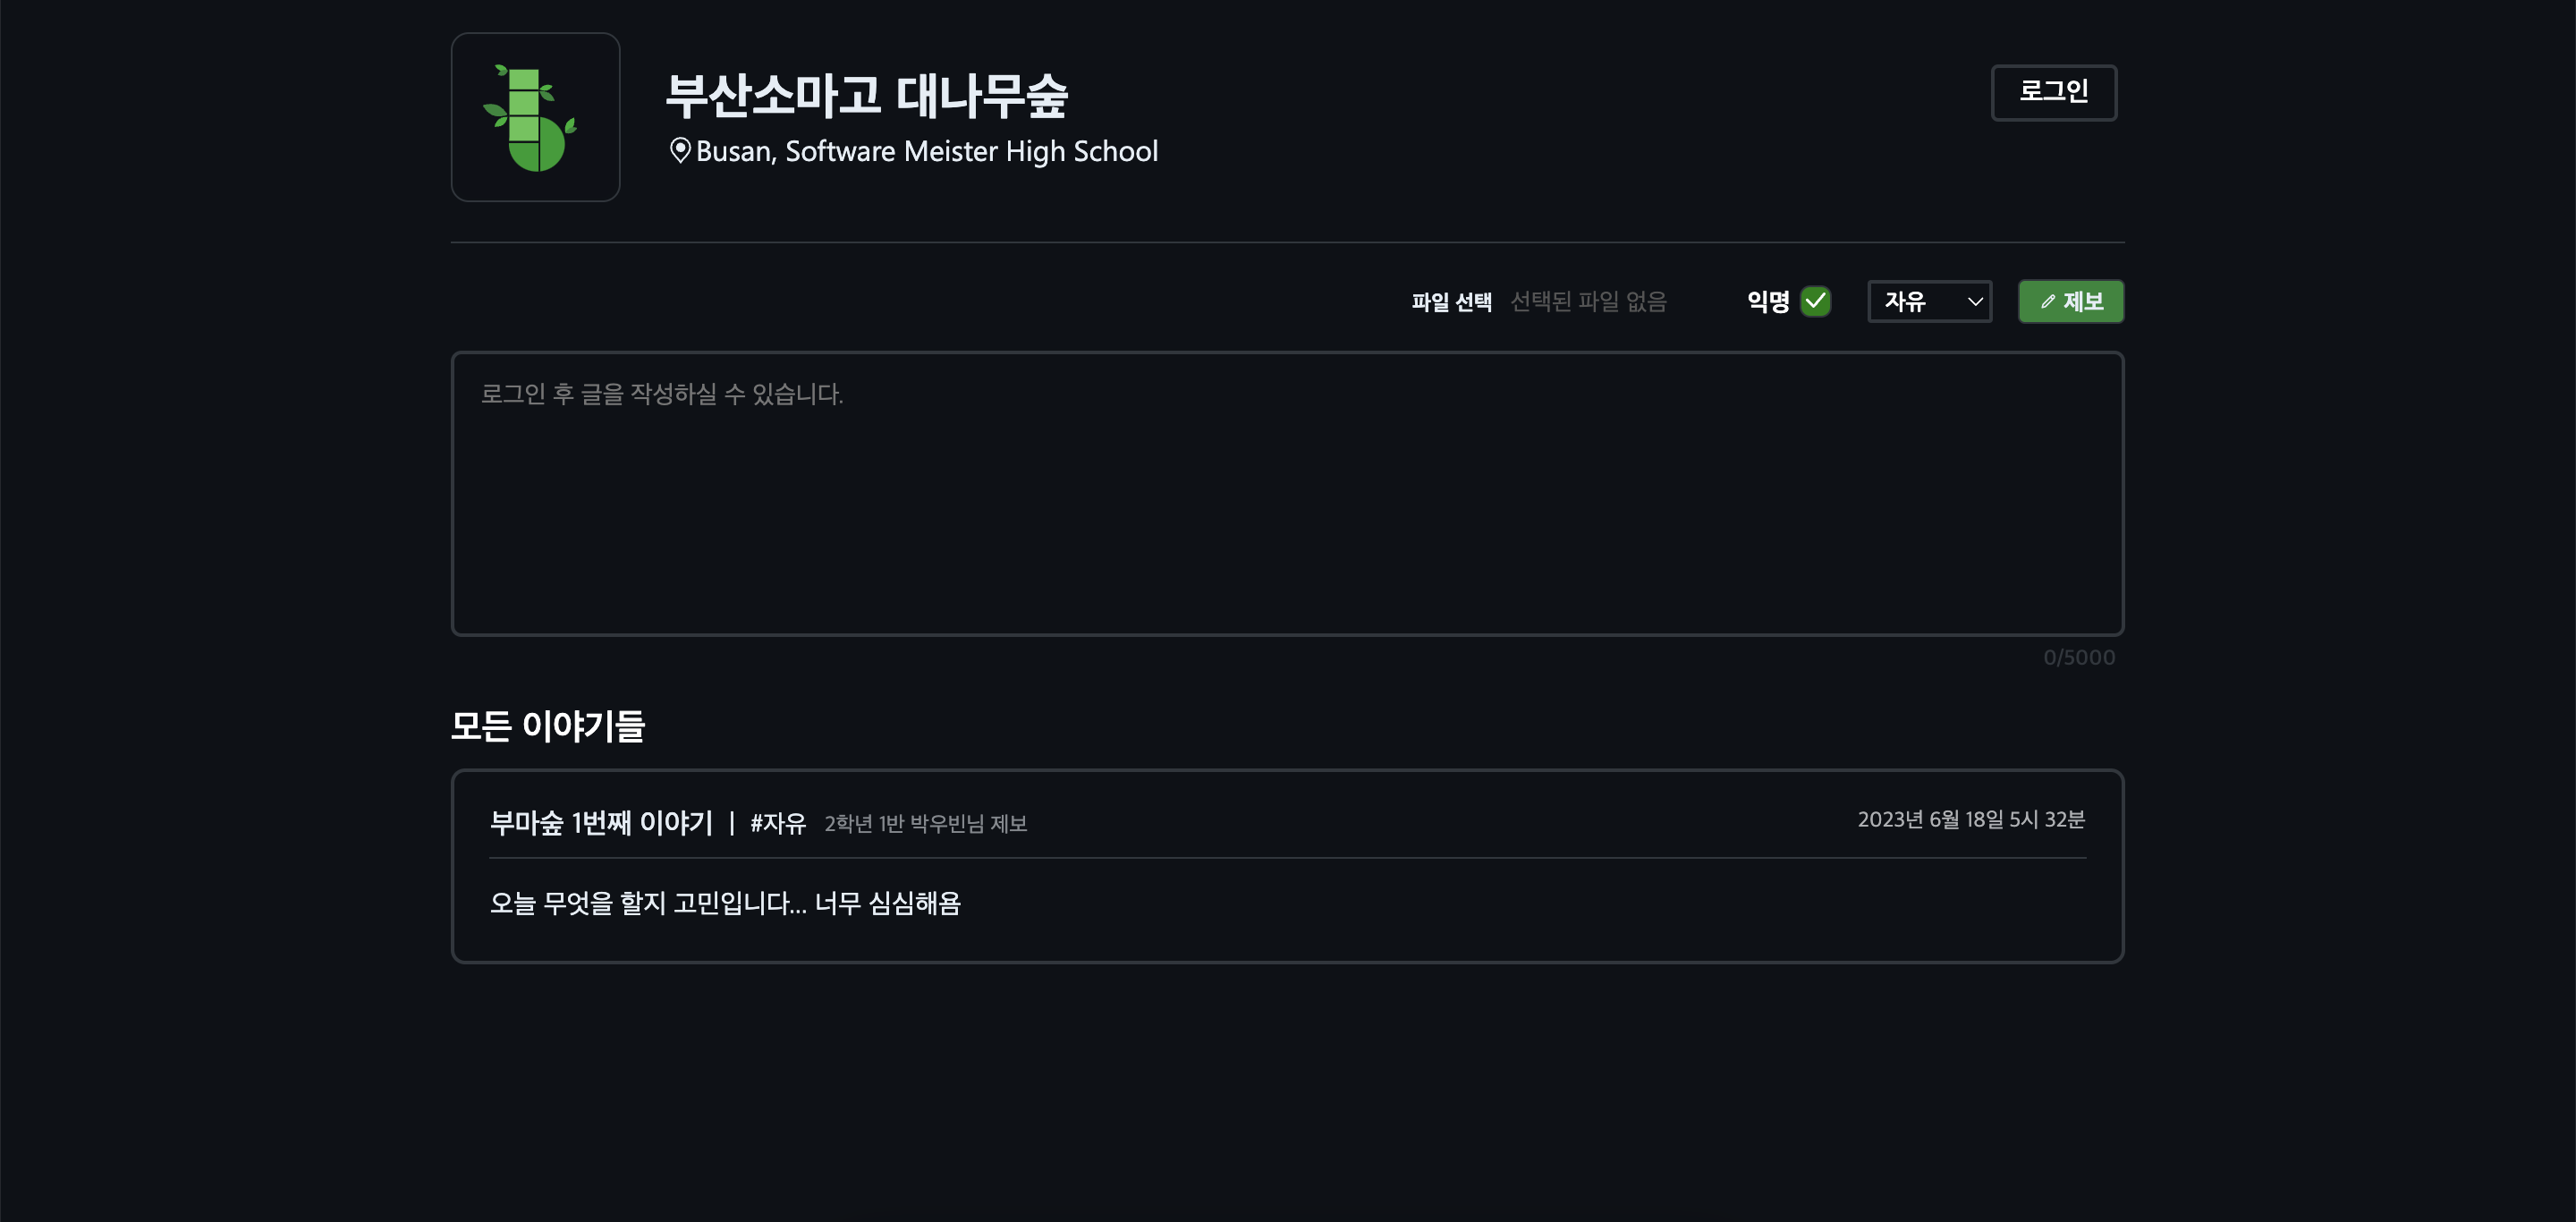 부산소마고 대나무숲
Busan, Software Meister High School
로그인
파일 선택 선택된 파일 없음 익명 자유 제보
로그인 후 글을 작성하실 수 있습니다.
0/5000
모든 이야기들
부마숲 1번째 이야기 | #자유 2학년 1반 박우빈님 제보 2023년 6월 18일 5시 32분
오늘 무엇을 할지 고민입니다... 너무 심심해욤